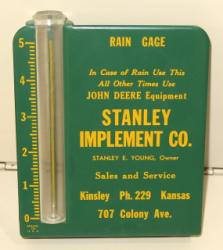 RAIN GAGE
In Case of Rain Use This
All Other Times Use
JOHN DEERE Equipment
STANLEY
IMPLEMENT CO.
STANLEY E. YOUNG, Owner
Sales and Service
Kinsley Ph. 229 Kansas
707 Colony Ave.
5
4
3
2
1
0